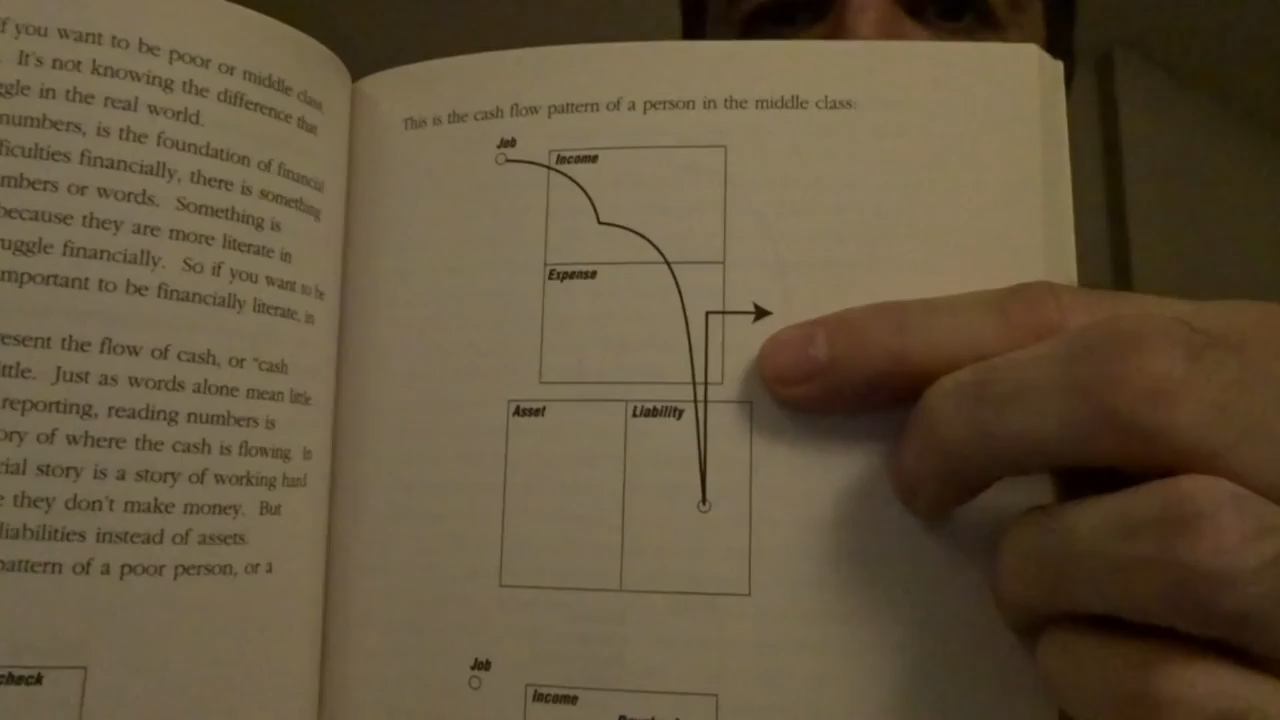 f you want to be poor or middle class,
. It's not knowing the difference that
ggle in the real world.
numbers, is the foundation of financial
ficulties financially, there is something
mbers or words. Something is
because they are more literate in
uggle financially. So if you want to be
mportant to be financially literate, in
esent the flow of cash, or "cash
ttle. Just as words alone mean little
reporting, reading numbers is
ory of where the cash is flowing. In
cial story is a story of working hard
e they don't make money. But
liabilities instead of assets.
pattern of a poor person, or a
check
This is the cash flow pattern of a person in the middle class:
Job
Income
Expense
Asset
Liability
Job
Income